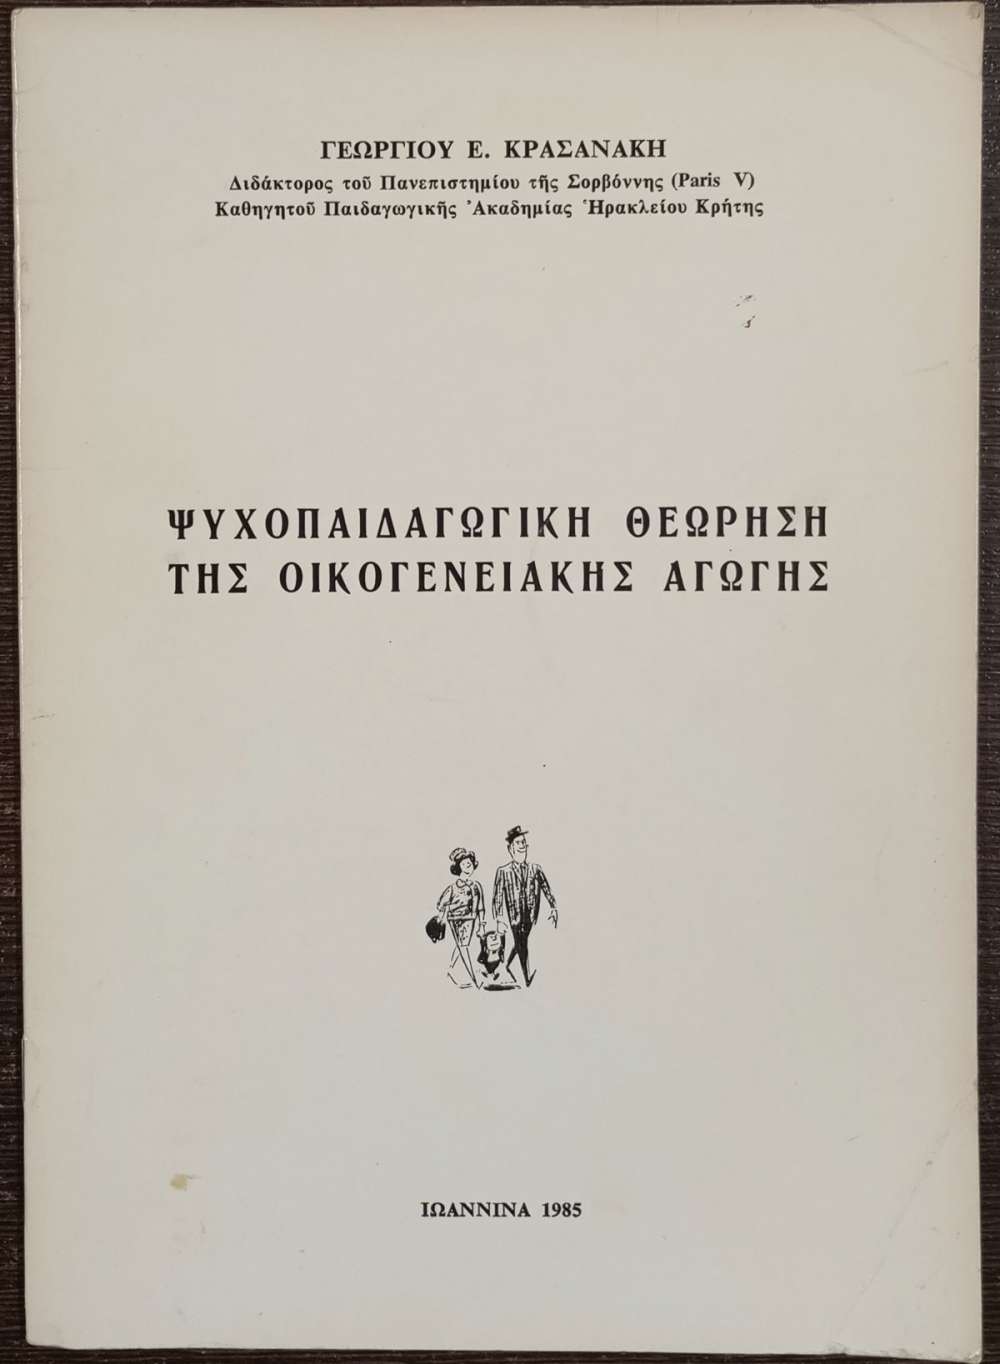 ΓΕΩΡΓΙΟΥ Ε. ΚΡΑΣΑΝΑΚΗ
Διδάκτορος τοῦ Πανεπιστημίου τῆς Σορβόννης (Paris V)
Καθηγητοῦ Παιδαγωγικῆς Ἀκαδημίας Ἡρακλείου Κρήτης
ΨΥΧΟΠΑΙΔΑΓΩΓΙΚΗ ΘΕΩΡΗΣΗ
ΤΗΣ ΟΙΚΟΓΕΝΕΙΑΚΗΣ ΑΓΩΓΗΣ
ΙΩΑΝΝΙΝΑ 1985